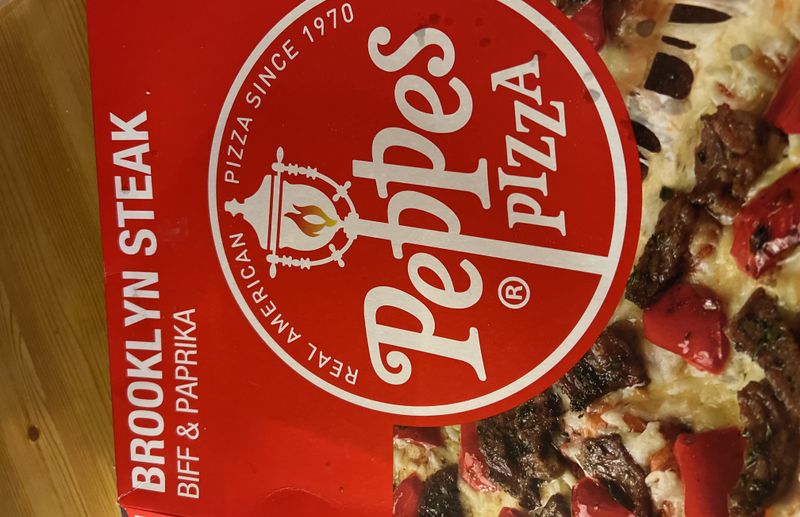 BROOKLYN STEAK
BIFF & PAPRIKA
REAL AMERICAN PIZZA SINCE 1970
Peppes
PIZZA
®